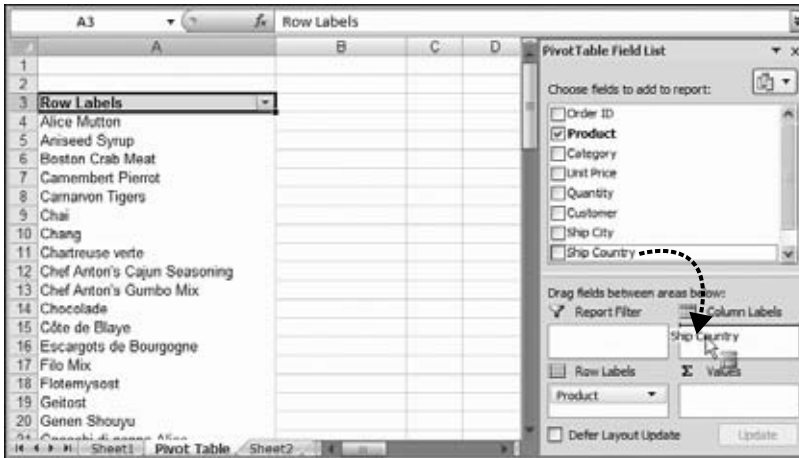 A3
fx
Row Labels
A B C D
1
2
3 Row Labels
4 Alice Mutton
5 Aniseed Syrup
6 Boston Crab Meat
7 Camembert Pierrot
8 Carnarvon Tigers
9 Chai
10 Chang
11 Chartreuse verte
12 Chef Anton's Cajun Seasoning
13 Chef Anton's Gumbo Mix
14 Chocolade
15 Côte de Blaye
16 Escargots de Bourgogne
17 Filo Mix
18 Flotemysost
19 Geitost
20 Genen Shouyu
Sheet1 Pivot Table Sheet2
PivotTable Field List
Choose fields to add to report:
Order ID
Product
Category
Unit Price
Quantity
Customer
Ship City
Ship Country
Drag fields between areas below:
Report Filter Column Labels
Ship Country
Row Labels Σ Values
Product
Defer Layout Update Update